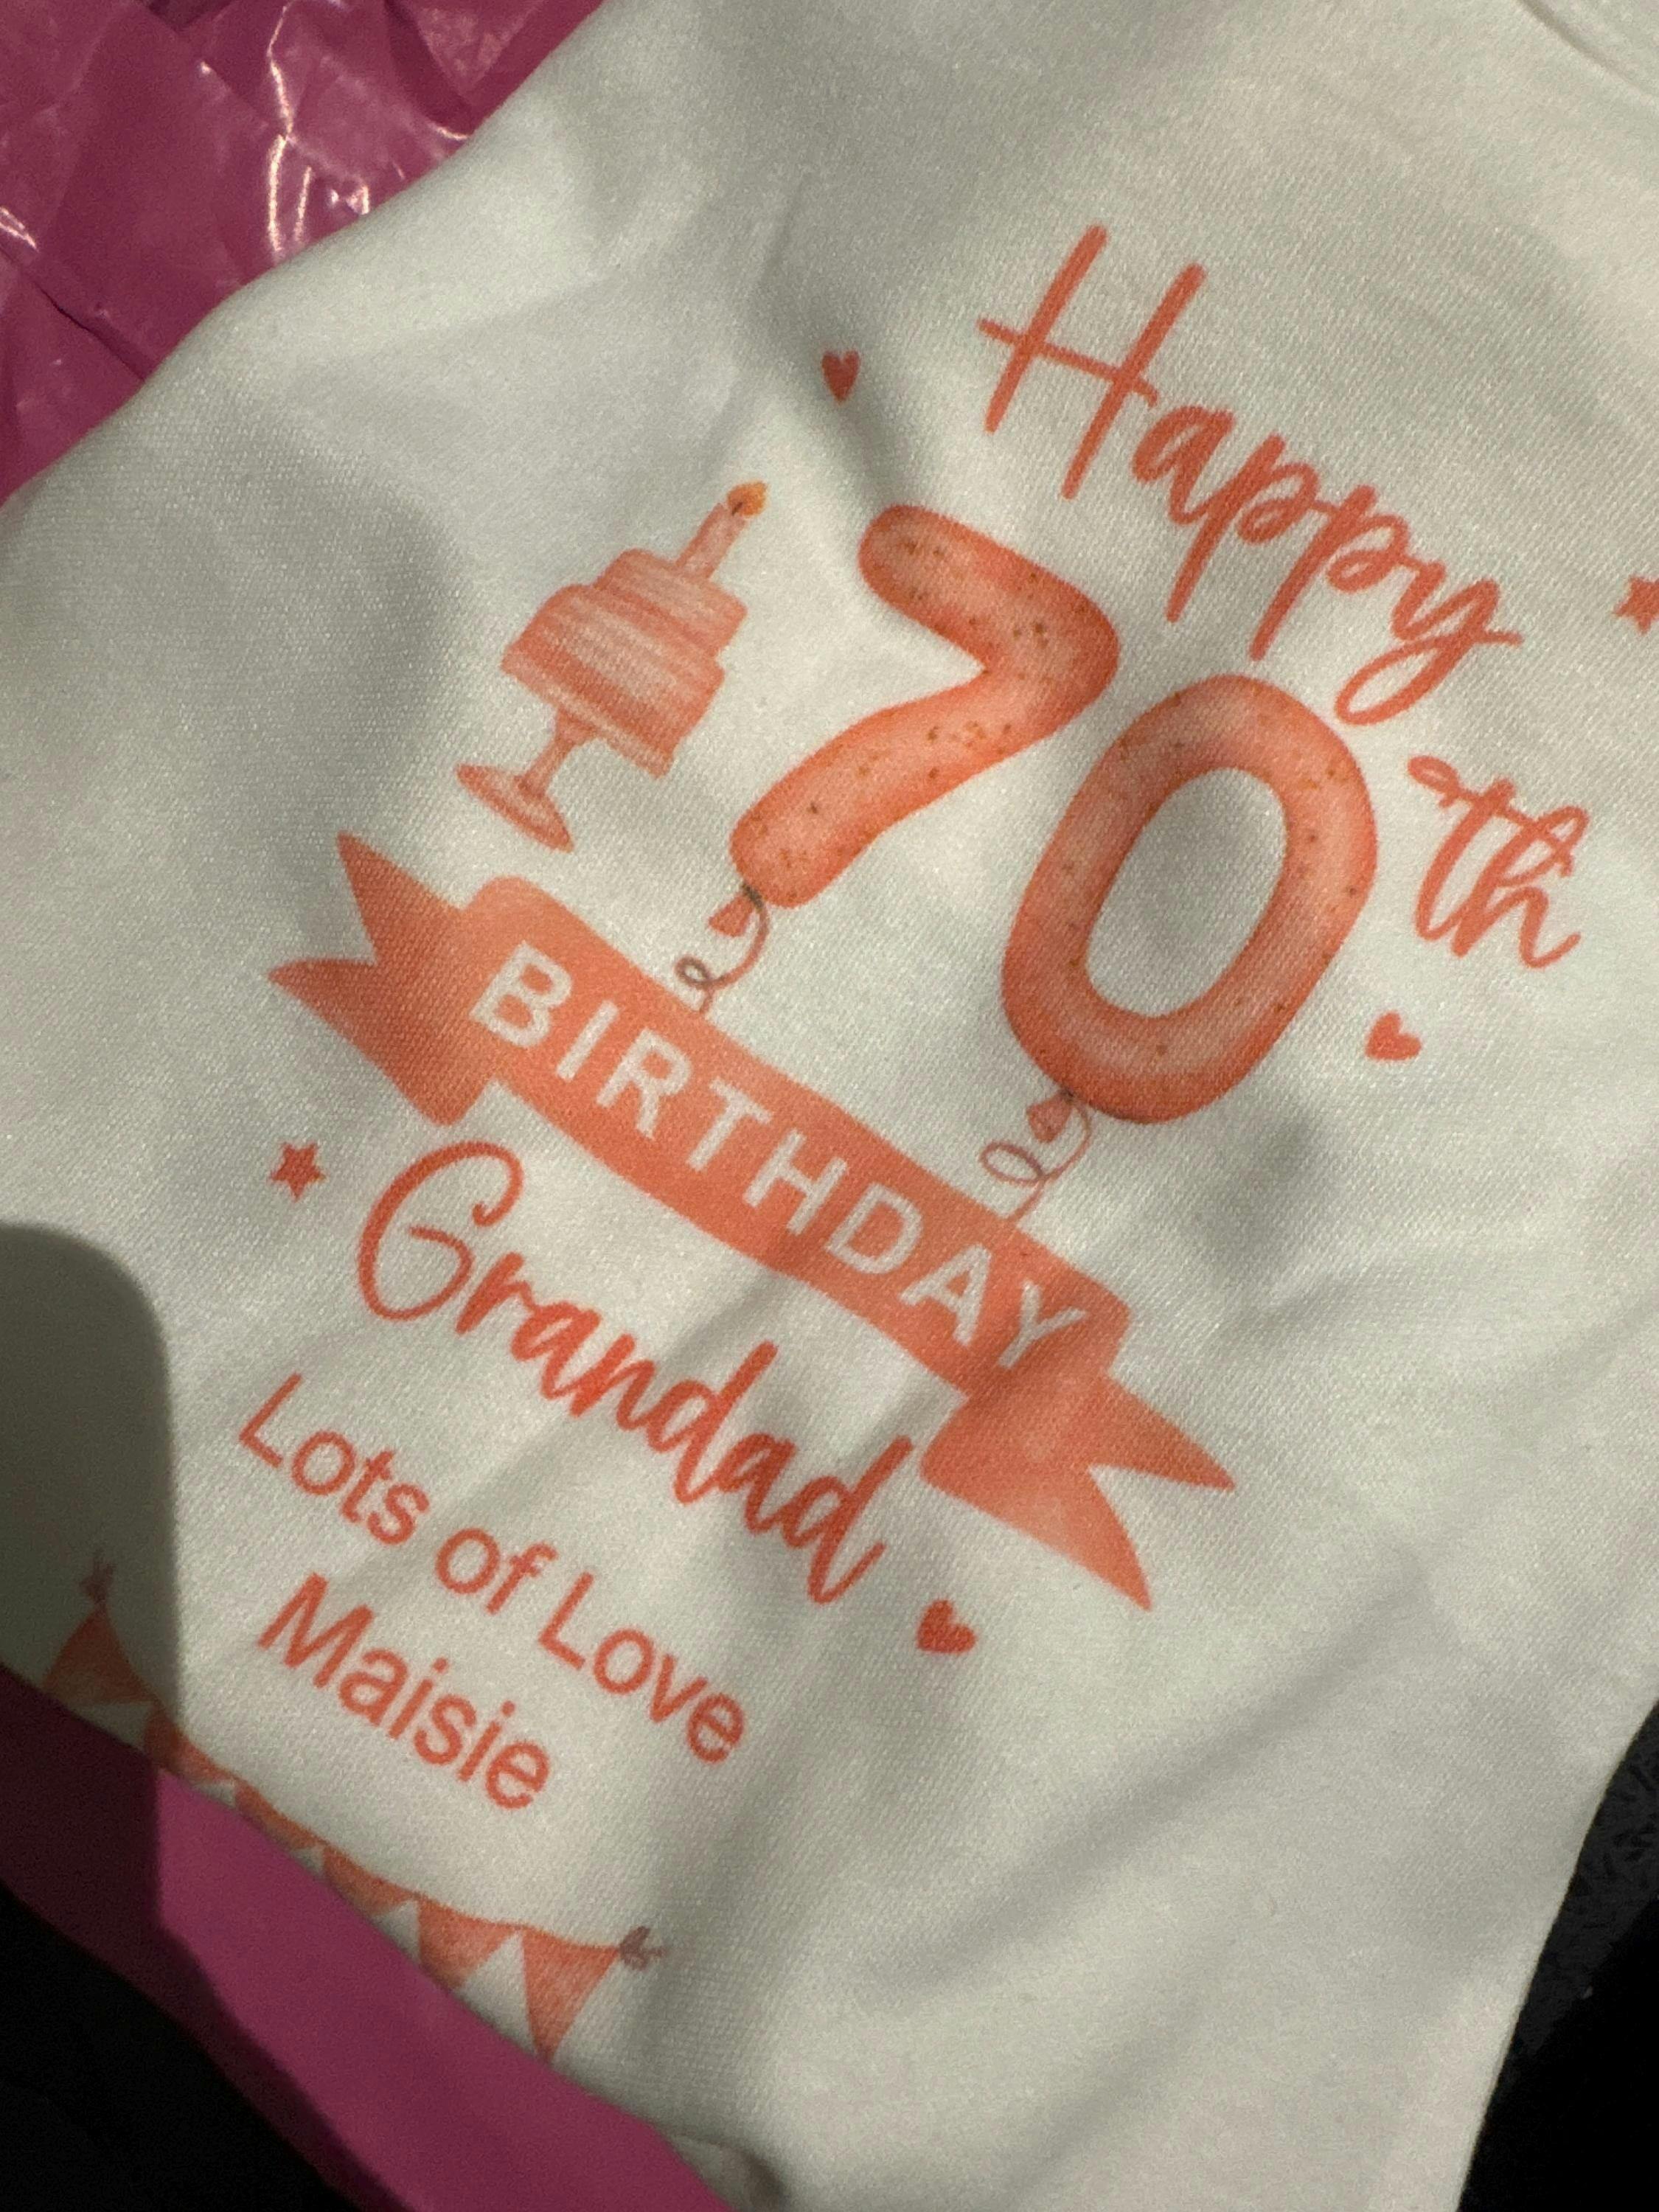 Happy
70th
BIRTHDAY
Grandad
Lots of Love
Maisie